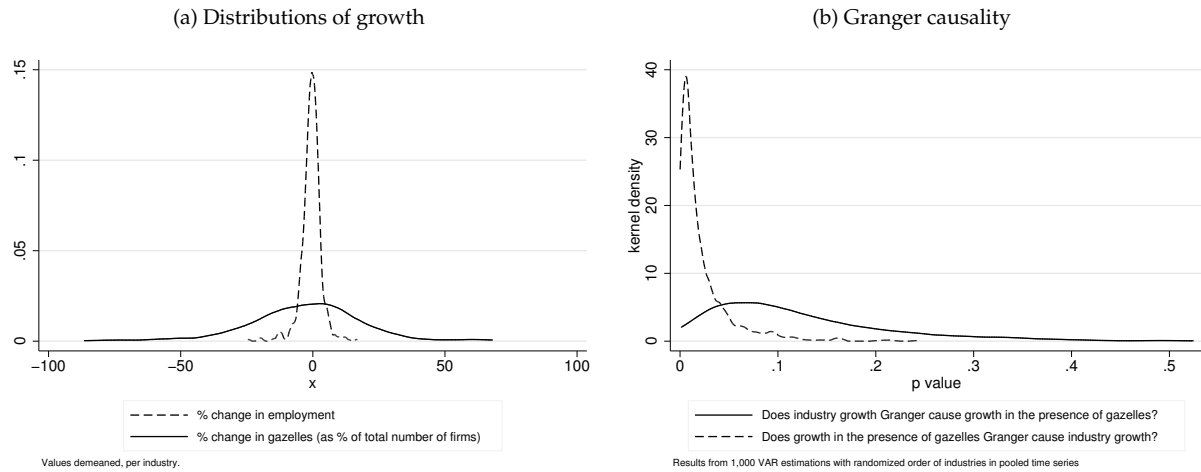 (a) Distributions of growth
.15
.1
.05
0
−100
−50
0
50
100
x
% change in employment
% change in gazelles (as % of total number of firms)
Values demeaned, per industry.
(b) Granger causality
kernel density
40
30
20
10
0
0
.1
.2
.3
.4
.5
p value
Does industry growth Granger cause growth in the presence of gazelles?
Does growth in the presence of gazelles Granger cause industry growth?
Results from 1,000 VAR estimations with randomized order of industries in pooled time series